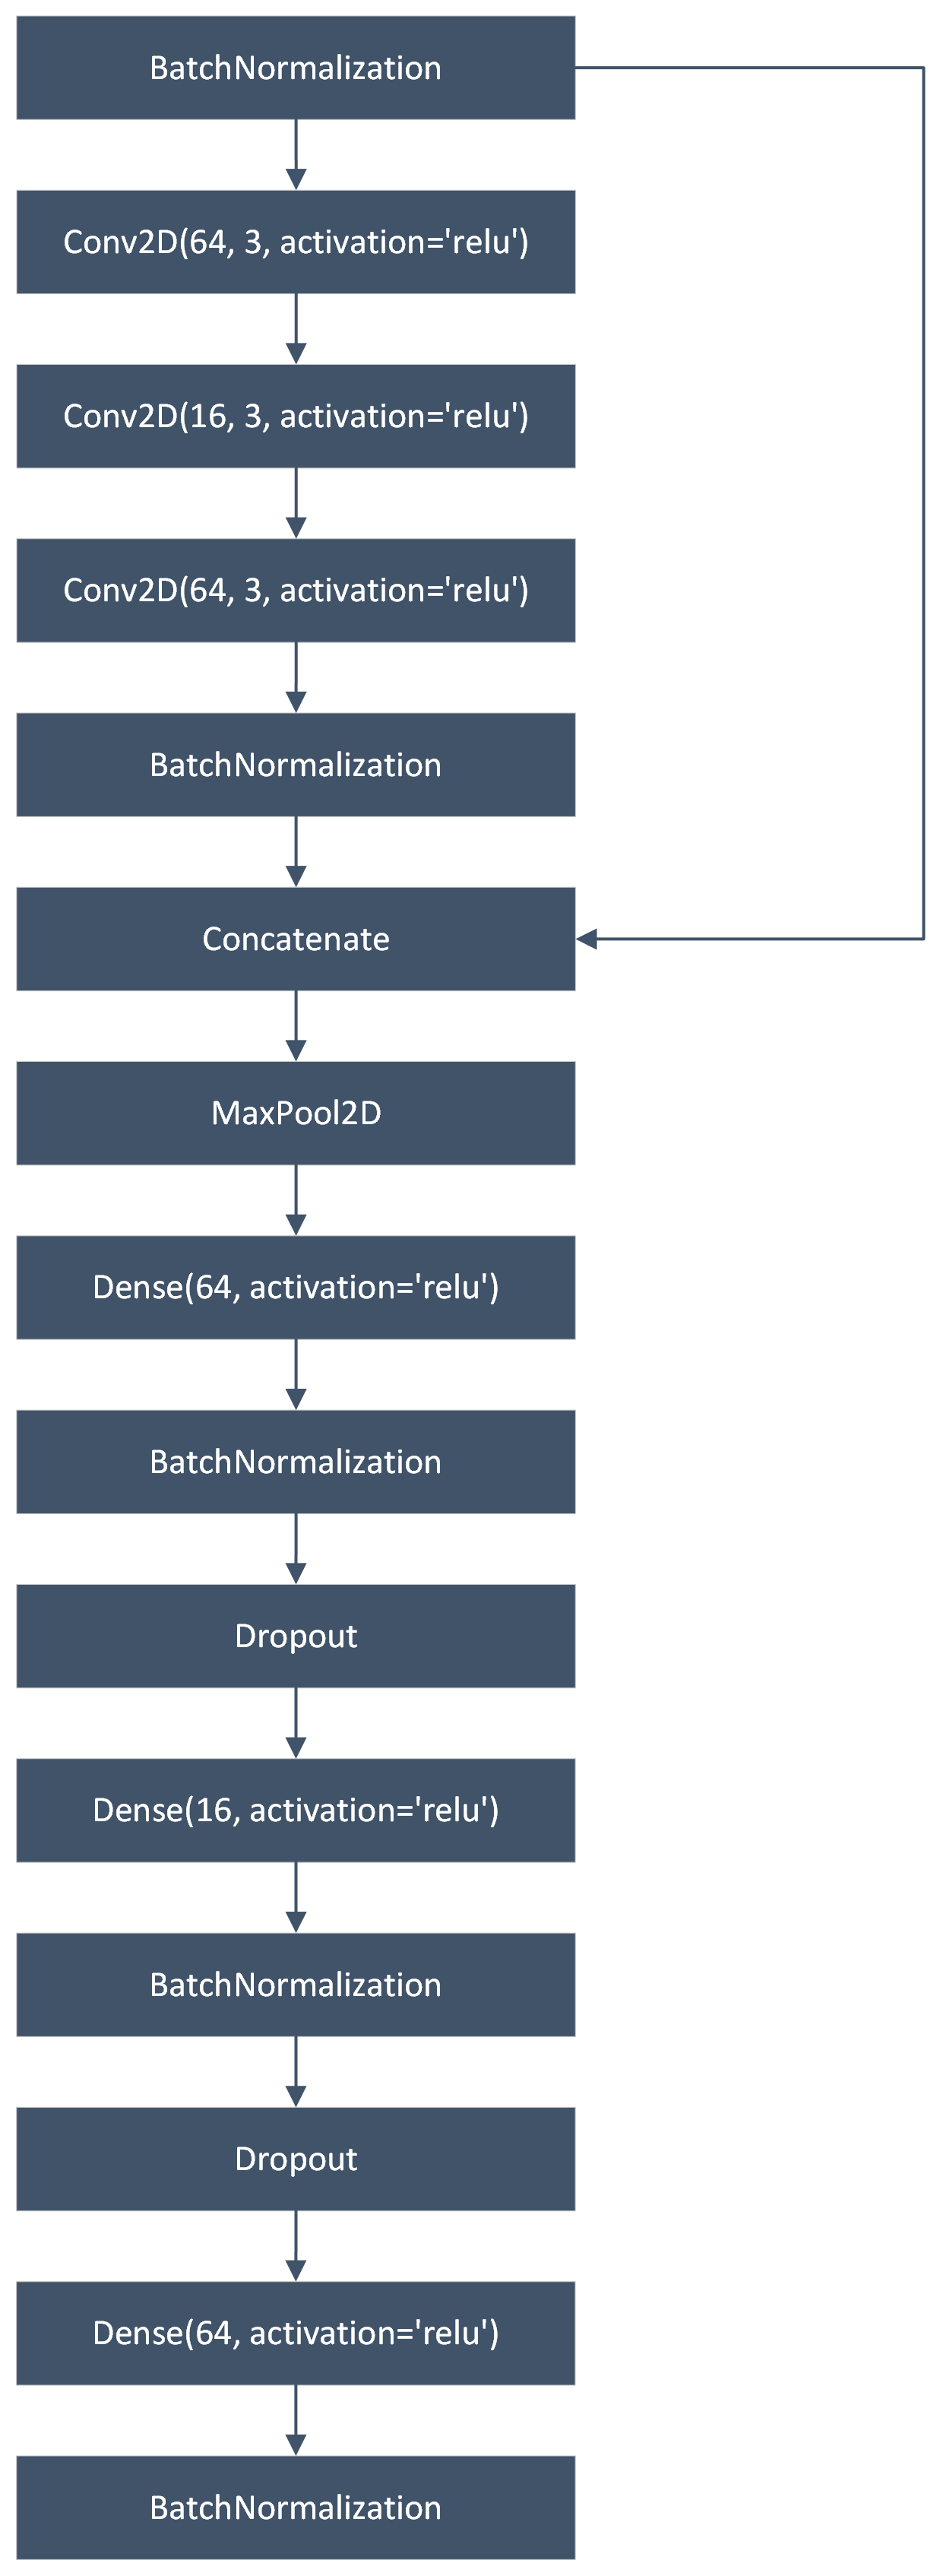 BatchNormalization
Conv2D(64, 3, activation='relu')
Conv2D(16, 3, activation='relu')
Conv2D(64, 3, activation='relu')
BatchNormalization
Concatenate
MaxPool2D
Dense(64, activation='relu')
BatchNormalization
Dropout
Dense(16, activation='relu')
BatchNormalization
Dropout
Dense(64, activation='relu')
BatchNormalization